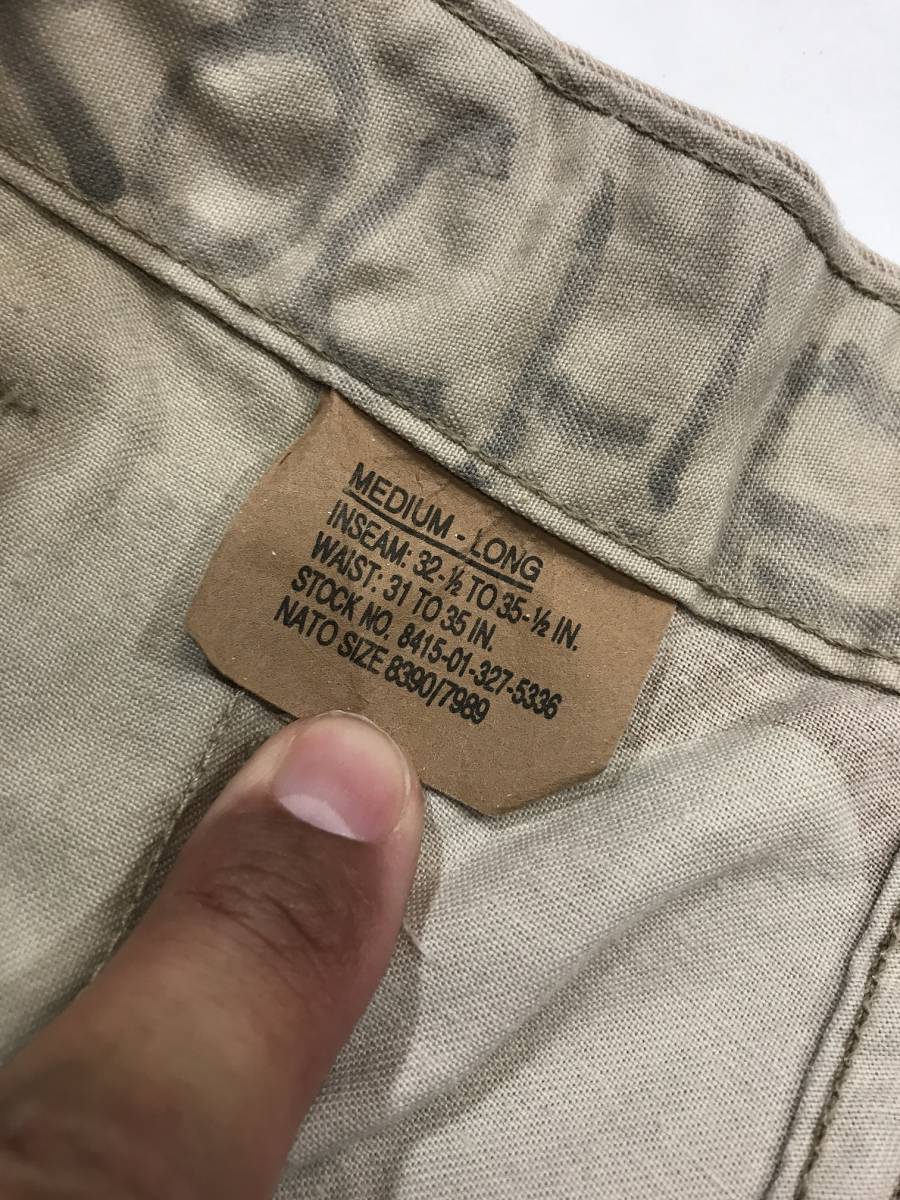 MEDIUM - LONG
INSEAM: 32-½ TO 35-½ IN.
WAIST: 31 TO 35 IN.
STOCK NO. 8415-01-327-5336
NATO SIZE 8390/7989